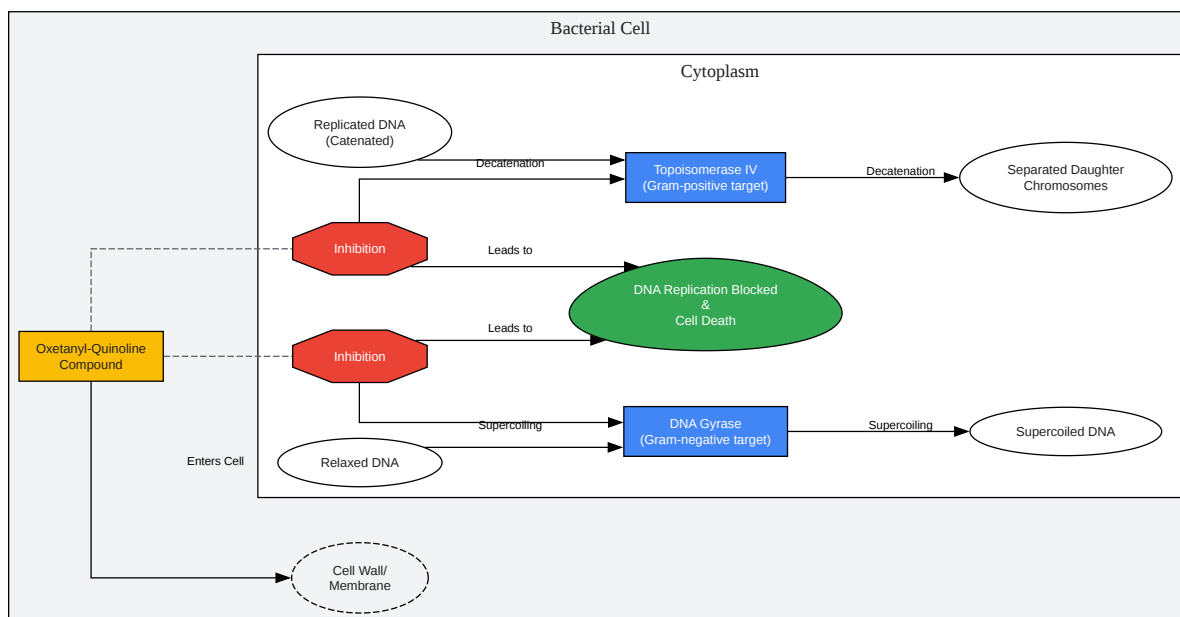 Bacterial Cell
Cytoplasm
Replicated DNA
(Catenated)
Decatenation
Topoisomerase IV
(Gram-positive target)
Decatenation
Separated Daughter
Chromosomes
Inhibition
Leads to
DNA Replication Blocked
&
Cell Death
Leads to
Oxetanyl-Quinoline
Compound
Inhibition
Supercoiling
DNA Gyrase
(Gram-negative target)
Supercoiling
Supercoiled DNA
Relaxed DNA
Enters Cell
Cell Wall/
Membrane